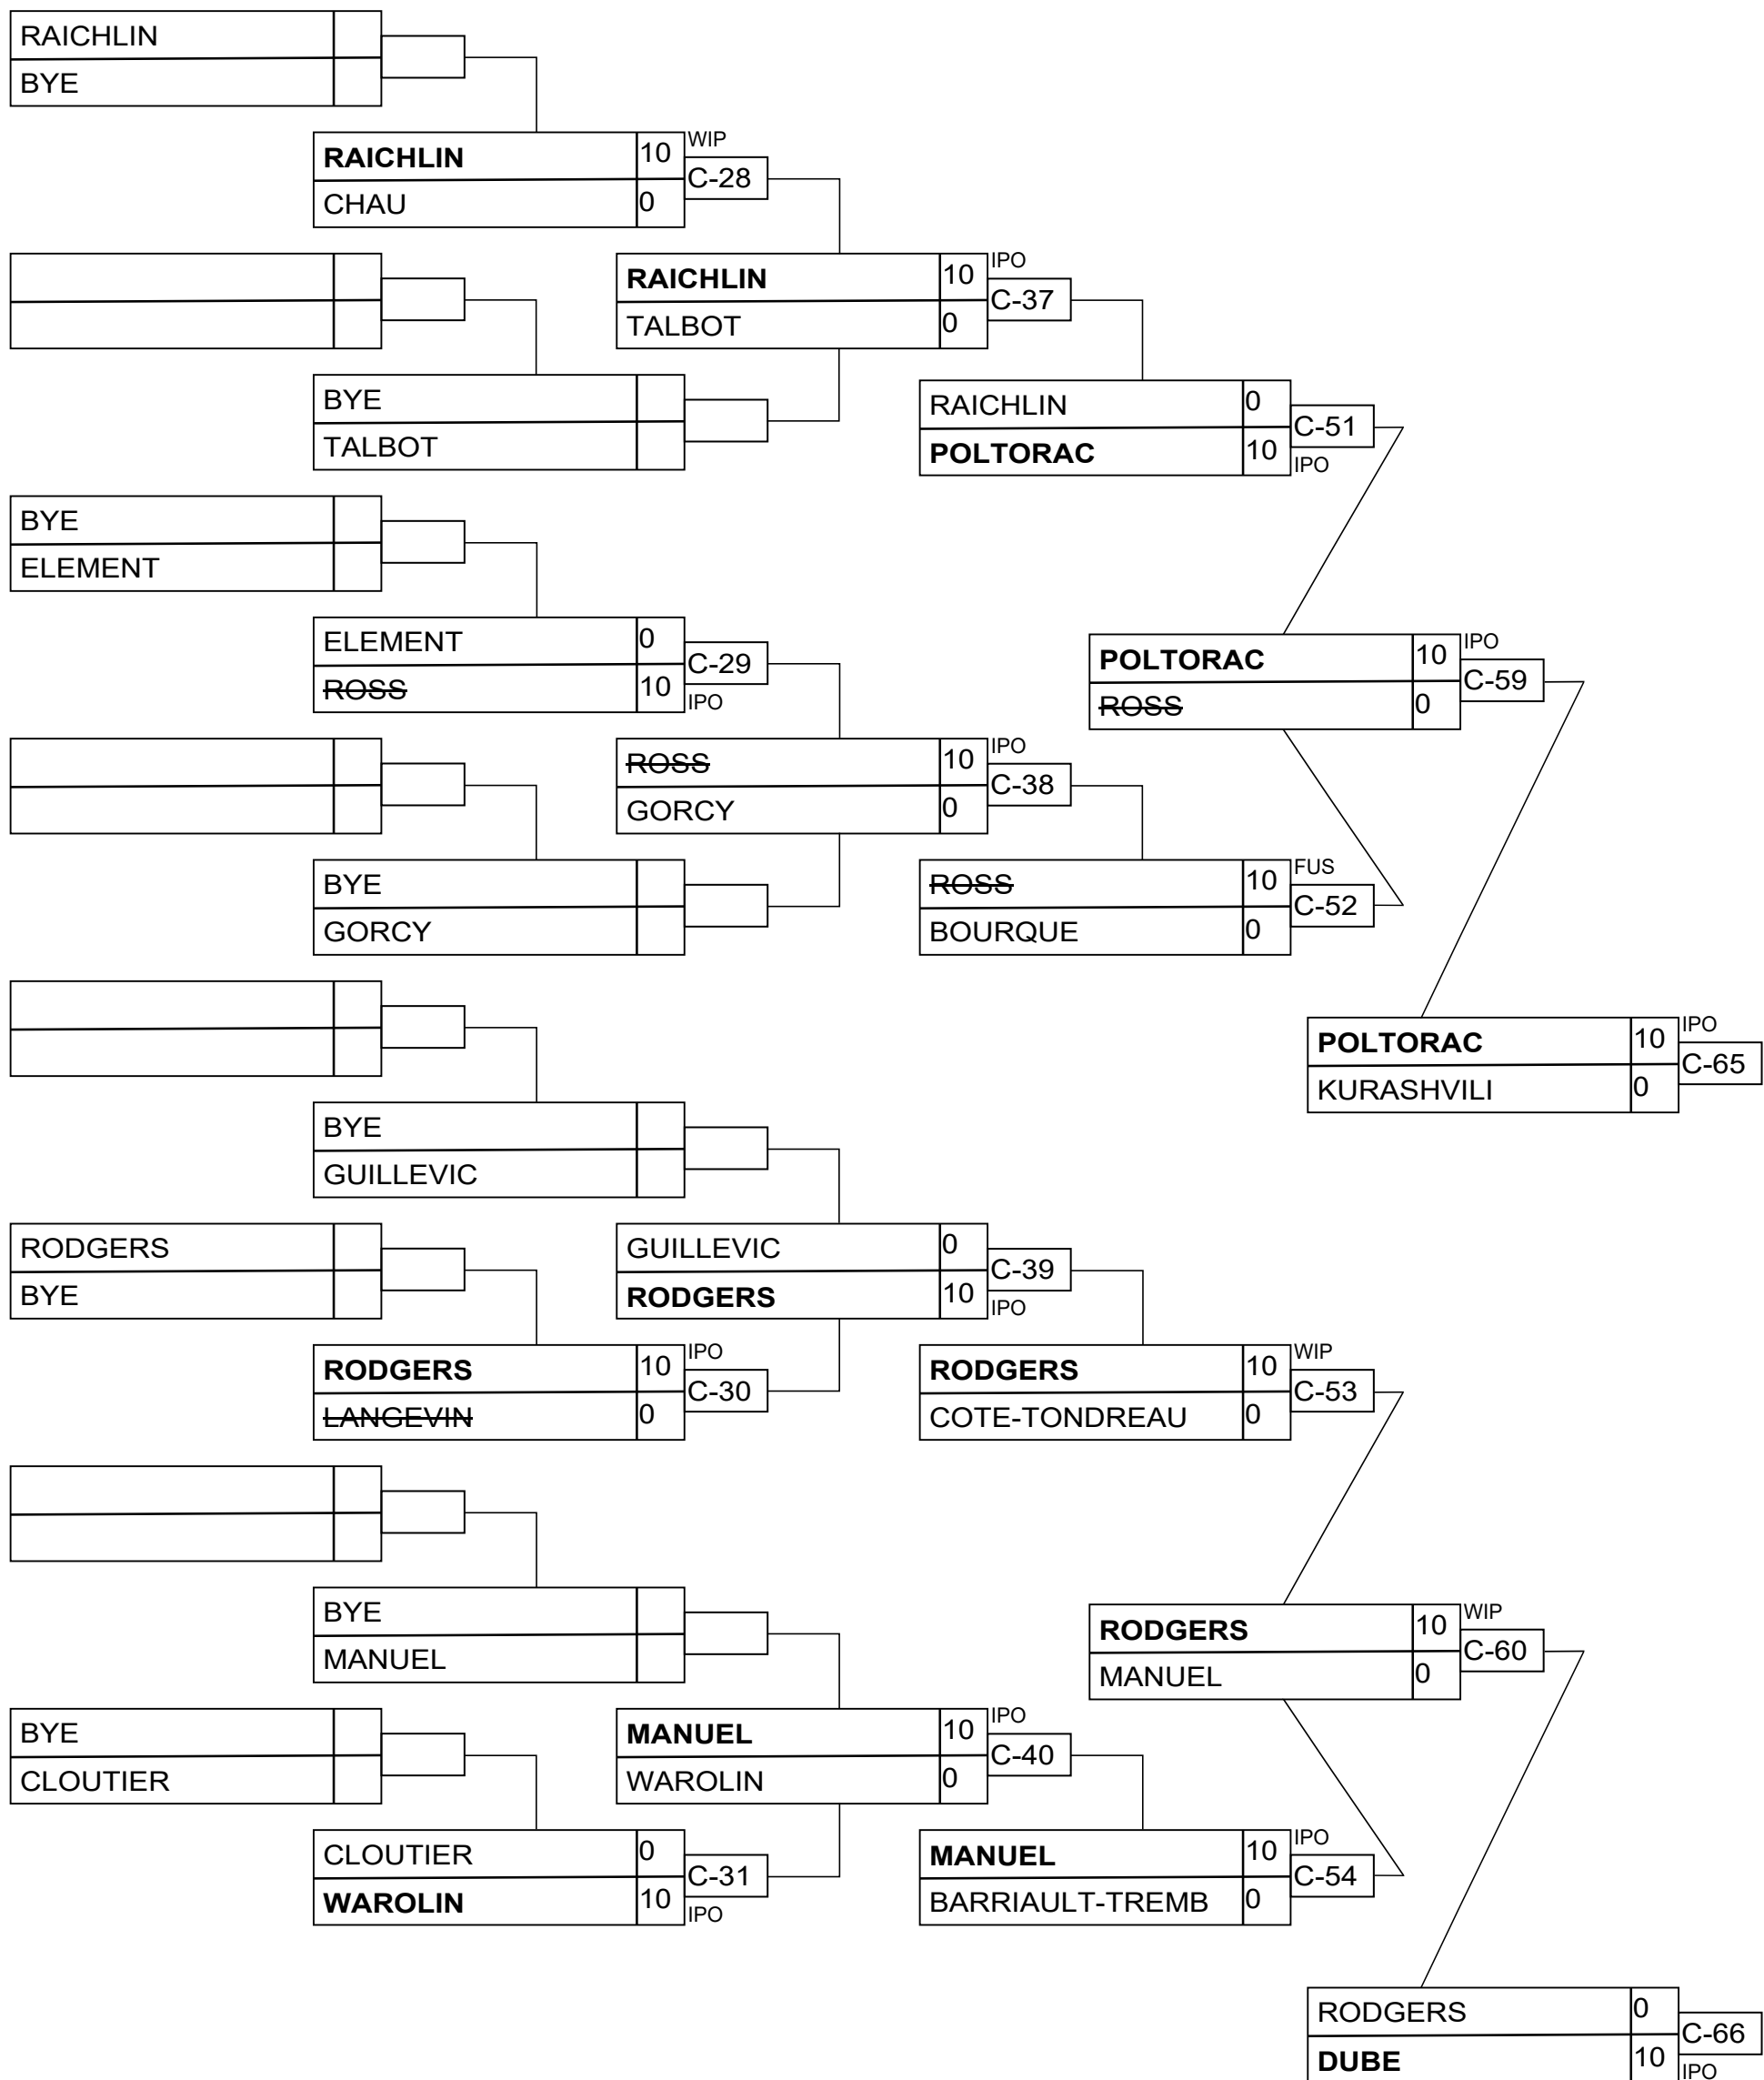 RAICHLIN
BYE
RAICHLIN 10 WIP
C-28
CHAU 0
RAICHLIN 10 IPO
C-37
TALBOT 0
BYE
TALBOT
RAICHLIN 0
C-51
POLTORAC 10 IPO
BYE
ELEMENT
ELEMENT 0
C-29
ROSS 10 IPO
POLTORAC 10 IPO
C-59
ROSS 0
ROSS 10 IPO
C-38
GORCY 0
BYE
GORCY
ROSS 10 FUS
C-52
BOURQUE 0
POLTORAC 10 IPO
C-65
KURASHVILI 0
BYE
GUILLEVIC
RODGERS
BYE
GUILLEVIC 0
C-39
RODGERS 10 IPO
RODGERS 10 IPO
C-30
LANGEVIN 0
RODGERS 10 WIP
C-53
COTE-TONDREAU 0
BYE
MANUEL
RODGERS 10 WIP
C-60
MANUEL 0
BYE
CLOUTIER
MANUEL 10 IPO
C-40
WAROLIN 0
CLOUTIER 0
C-31
WAROLIN 10 IPO
MANUEL 10 IPO
C-54
BARRIAULT-TREMB 0
RODGERS 0
C-66
DUBE 10 IPO